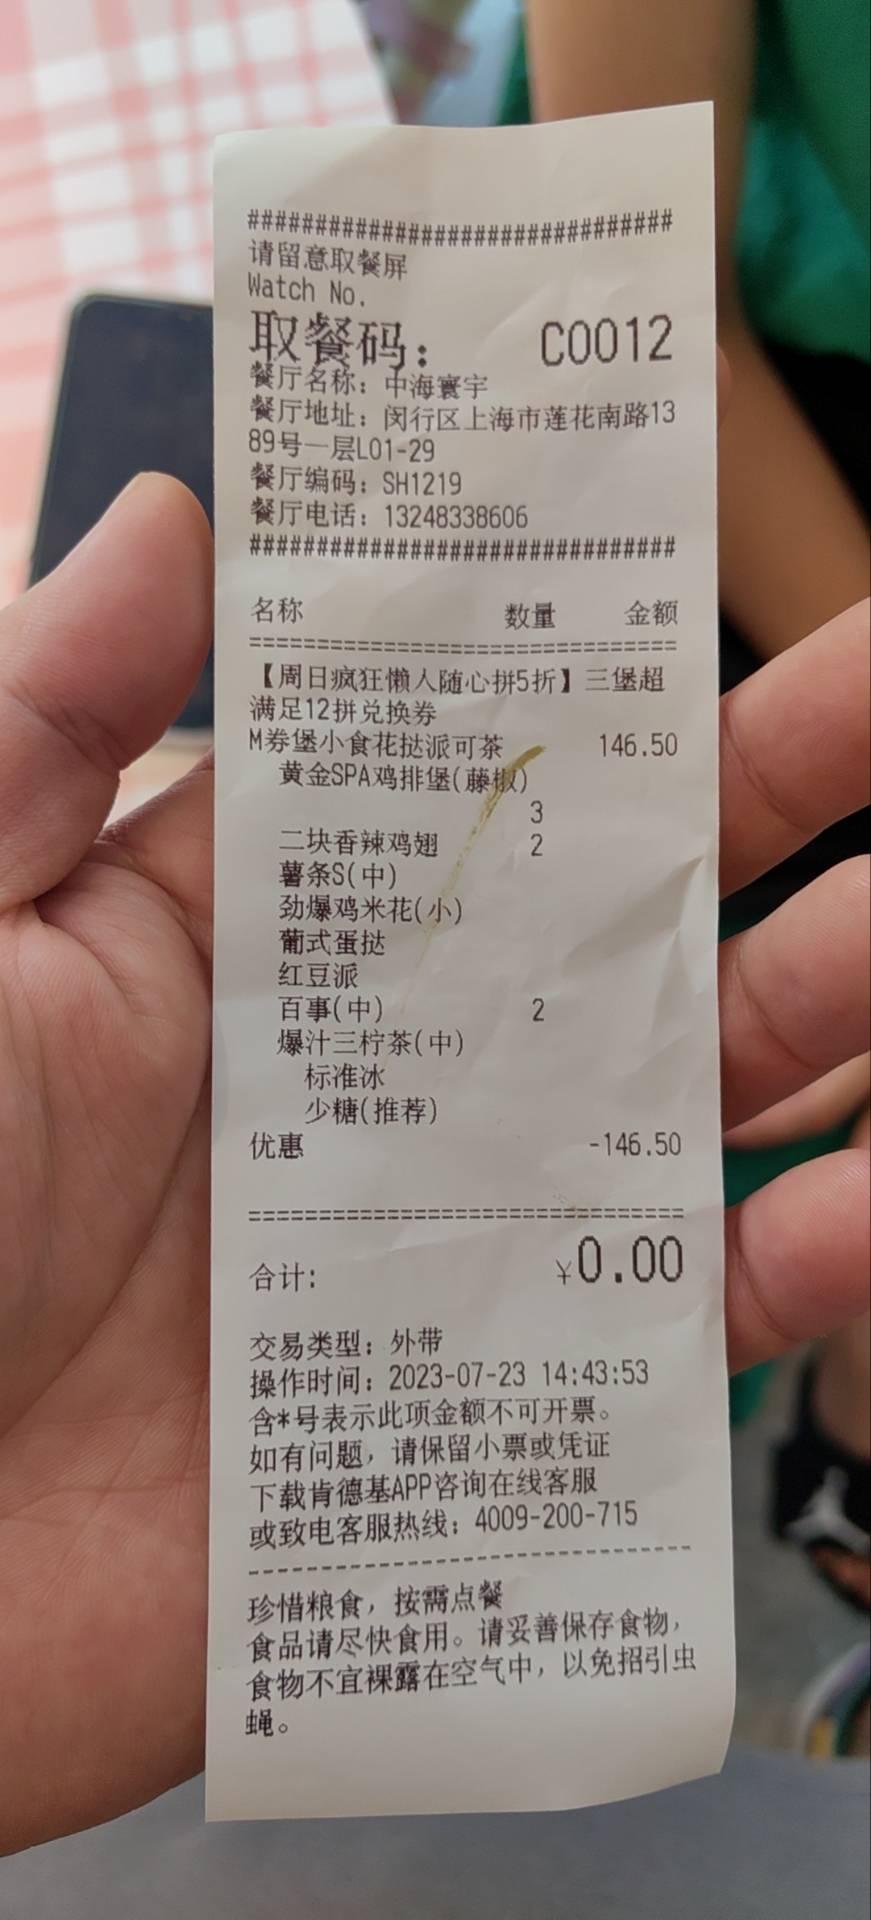 ################################
请留意取餐屏
Watch No.
取餐码： C0012
餐厅名称：中海寰宇
餐厅地址：闵行区上海市莲花南路13
89号一层L01-29
餐厅编码：SH1219
餐厅电话：13248338606
################################
名称 数量 金额
================================
【周日疯狂懒人随心拼5折】三堡超
满足12拼兑换券
M券堡小食花挞派可茶 146.50
黄金SPA鸡排堡(藤椒)
3
二块香辣鸡翅 2
薯条S(中)
劲爆鸡米花(小)
葡式蛋挞
红豆派
百事(中) 2
爆汁三柠茶(中)
标准冰
少糖(推荐)
优惠 -146.50
================================
合计: ¥0.00
交易类型：外带
操作时间：2023-07-23 14:43:53
含*号表示此项金额不可开票。
如有问题，请保留小票或凭证
下载肯德基APP咨询在线客服
或致电客服热线：4009-200-715
--------------------------------
珍惜粮食，按需点餐
食品请尽快食用。请妥善保存食物，
食物不宜裸露在空气中，以免招引虫
蝇。